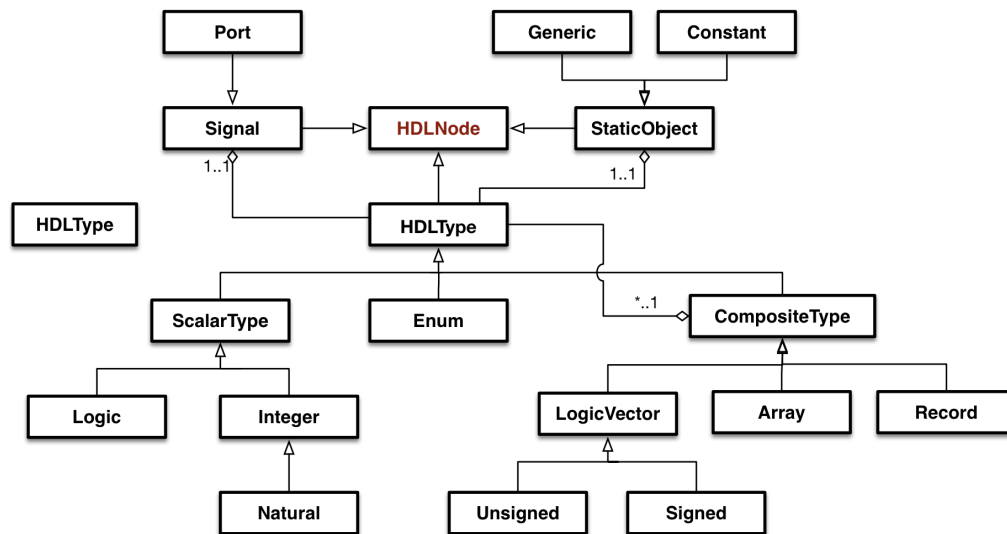 Port
Generic
Constant
Signal
HDLNode
StaticObject
1..1
1..1
HDLType
HDLType
*..1
ScalarType
Enum
CompositeType
Logic
Integer
LogicVector
Array
Record
Natural
Unsigned
Signed